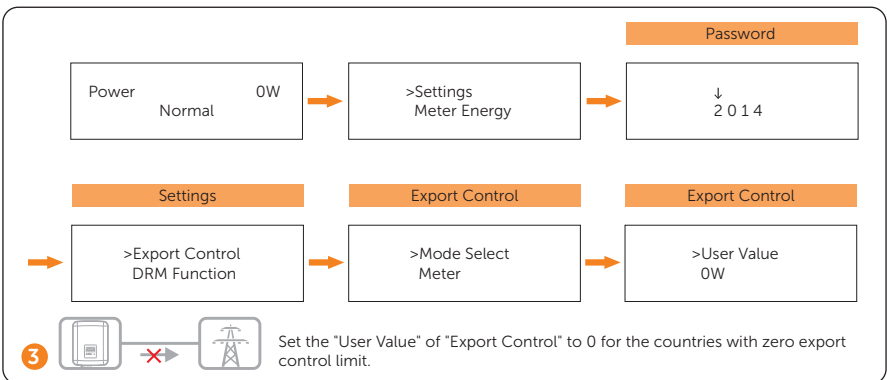 Password
Power 0W
Normal
>Settings
Meter Energy
↓
2 0 1 4
Settings
Export Control
Export Control
>Export Control
DRM Function
>Mode Select
Meter
>User Value
0W
3
Set the "User Value" of "Export Control" to 0 for the countries with zero export
control limit.